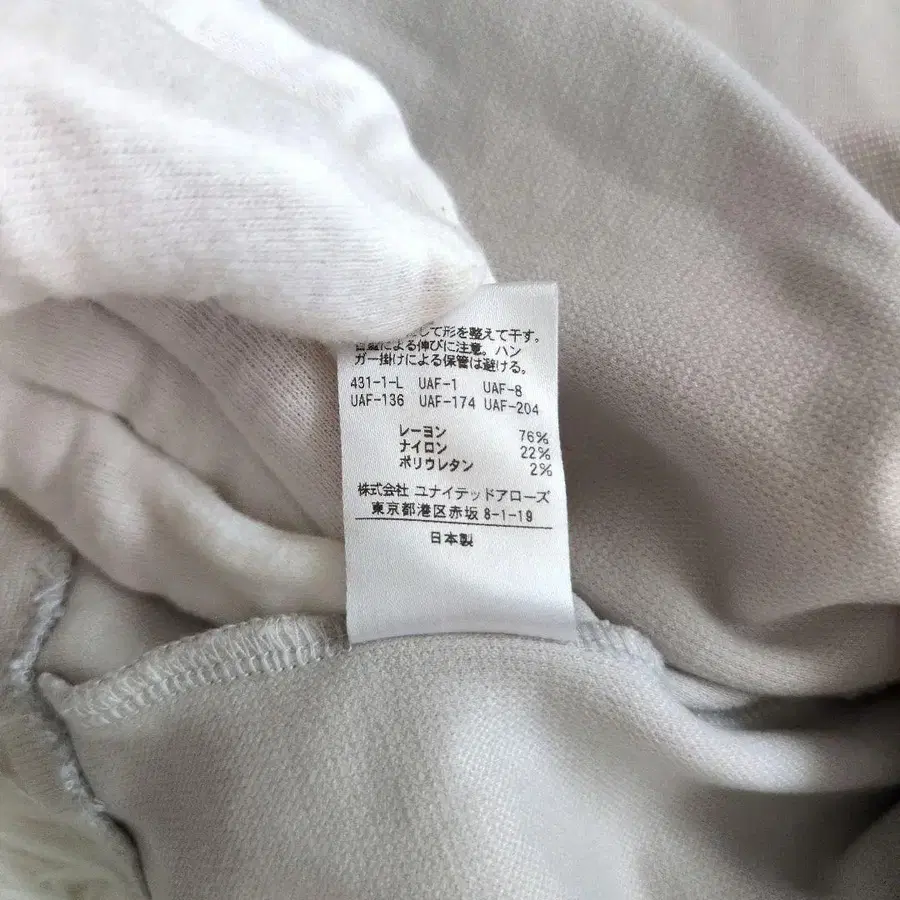 して形を整えて干す。
自重による伸びに注意。ハン
ガー掛けによる保管は避ける。
431-1-L UAF-1 UAF-8
UAF-136 UAF-174 UAF-204
レーヨン 76%
ナイロン 22%
ポリウレタン 2%
株式会社 ユナイテッドアローズ
東京都港区赤坂 8-1-19
日本製